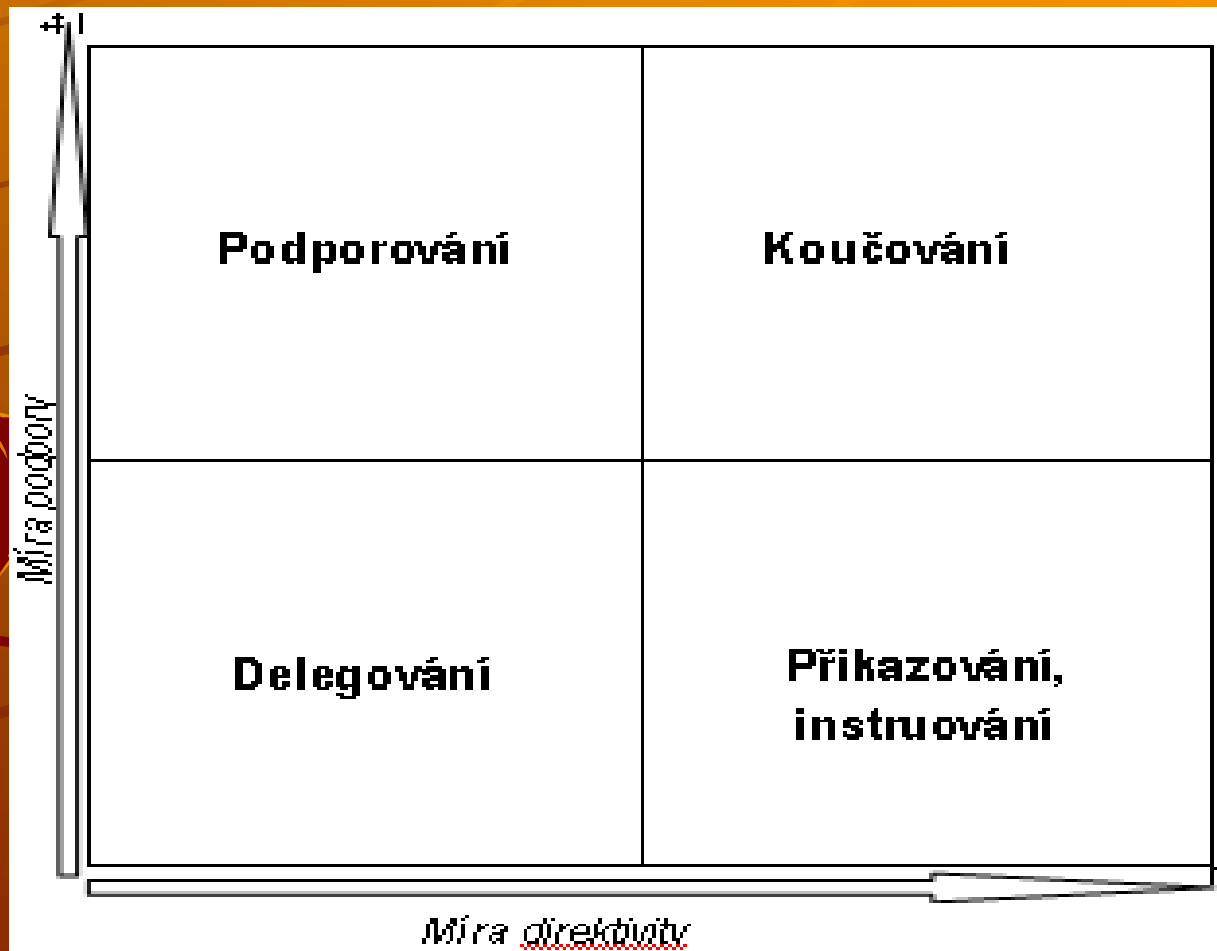 Podporování
Koučování
Míra podpory
Delegování
Přikazování,
instruování
Míra direktivity